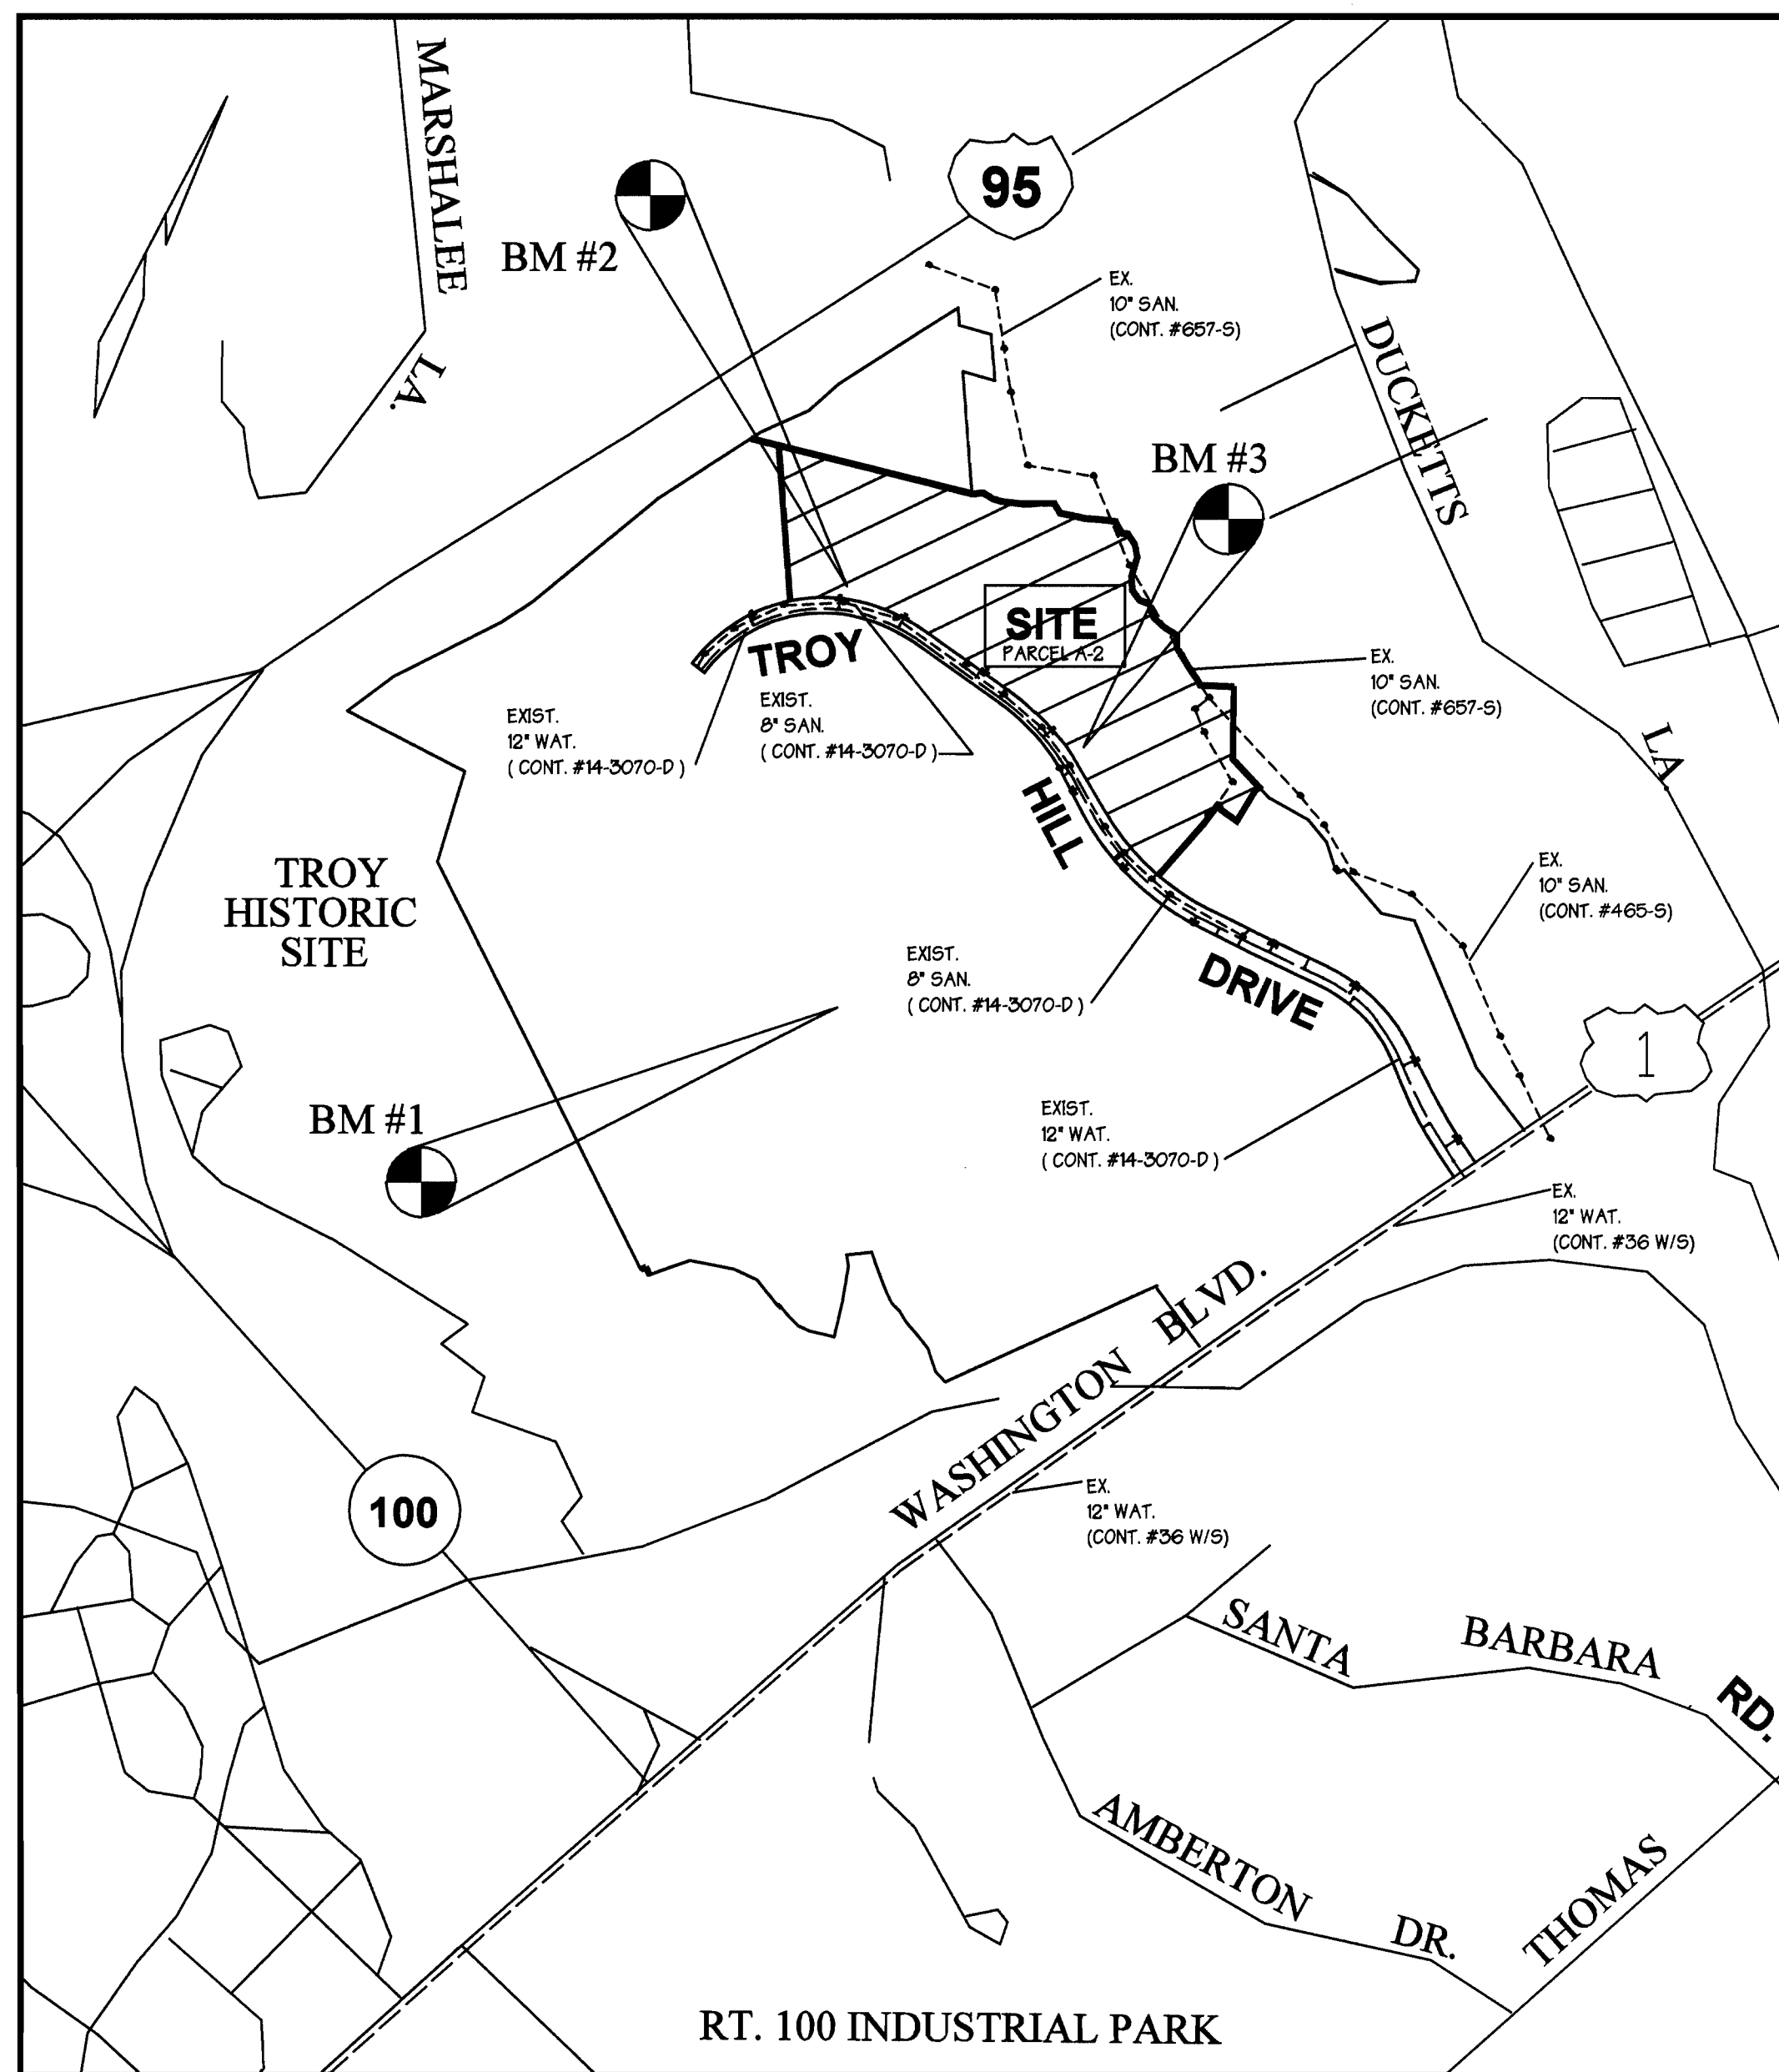 MARSHALEE
LA.
95
BM #2
EX.
10" SAN.
(CONT. #657-S)
DUCKETTS
LA
BM #3
SITE
PARCEL A-2
TROY
HILL
DRIVE
EX.
10" SAN.
(CONT. #657-S)
EXIST.
12" WAT.
( CONT. #14-3070-D )
EXIST.
8" SAN.
( CONT. #14-3070-D )
TROY
HISTORIC
SITE
EX.
10" SAN.
(CONT. #465-S)
EXIST.
8" SAN.
( CONT. #14-3070-D )
1
BM #1
EXIST.
12" WAT.
( CONT. #14-3070-D )
EX.
12" WAT.
(CONT. #36 W/S)
WASHINGTON BLVD.
100
EX.
12" WAT.
(CONT. #36 W/S)
SANTA BARBARA RD.
AMBERTON DR.
THOMAS
RT. 100 INDUSTRIAL PARK